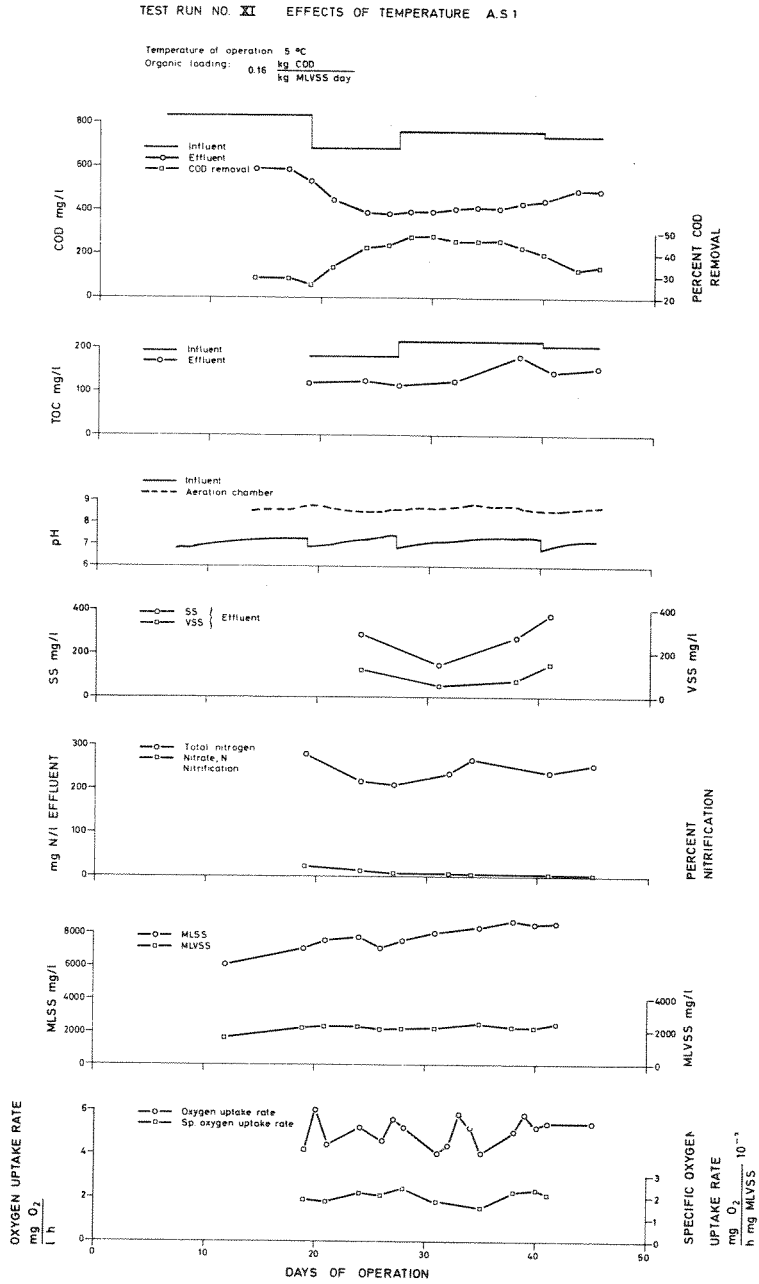 TEST RUN NO. XI EFFECTS OF TEMPERATURE A.S 1
Temperature of operation 5 °C
Organic loading: 0.16 kg COD
kg MLVSS day
800
600
400
200
0
COD mg/l
Influent
Effluent
COD removal
50
40
30
20
PERCENT COD
REMOVAL
200
100
0
TOC mg/l
Influent
Effluent
9
8
7
6
pH
Influent
Aeration chamber
400
200
0
SS mg/l
SS
VSS
Effluent
400
200
0
VSS mg/l
300
200
100
0
mg N/l EFFLUENT
Total nitrogen
Nitrate, N
Nitrification
PERCENT
NITRIFICATION
8000
6000
4000
2000
0
MLSS mg/l
MLSS
MLVSS
4000
2000
0
MLVSS mg/l
6
4
2
0
OXYGEN UPTAKE RATE
mg O2
l h
Oxygen uptake rate
Sp. oxygen uptake rate
3
2
1
0
SPECIFIC OXYGEN
UPTAKE RATE
mg O2 10⁻³
h mg MLVSS
0 10 20 30 40 50
DAYS OF OPERATION